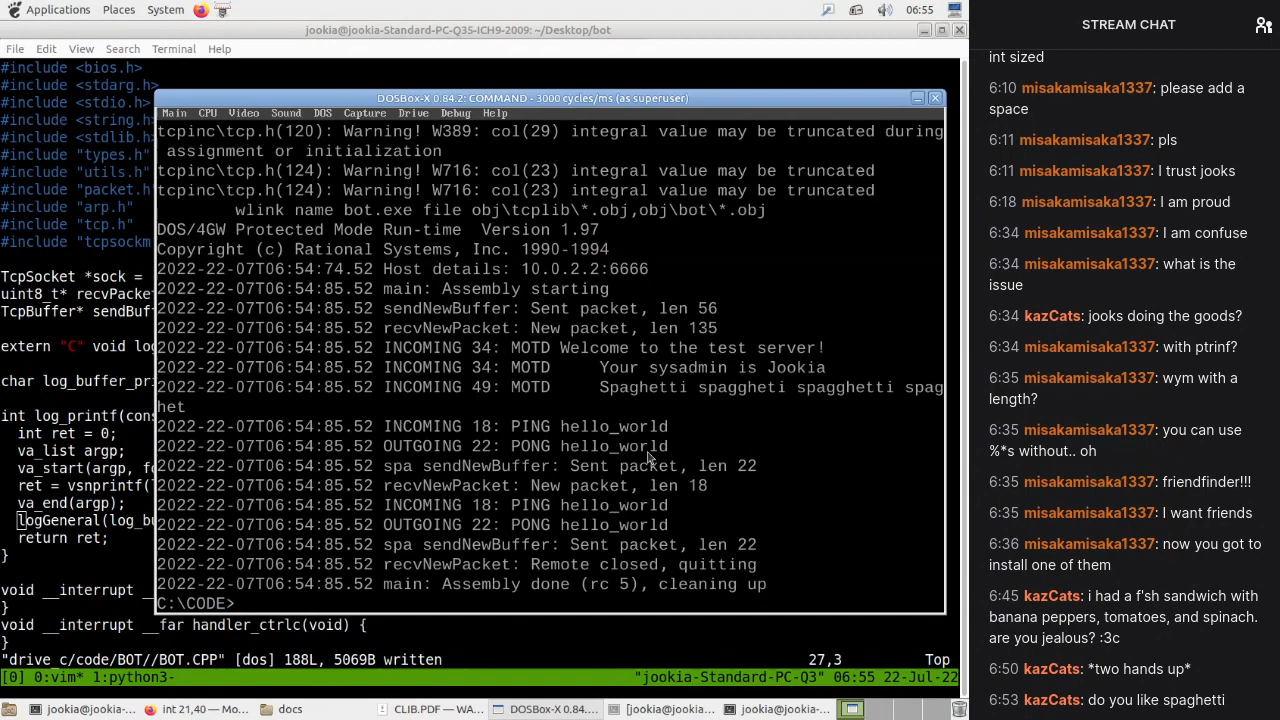 Applications Places System 06:55
jookia@jookia-Standard-PC-Q35-ICH9-2009: ~/Desktop/bot
File Edit View Search Terminal Help
#include <bios.h>
#include <stdarg.h>
#include <stdio.h>
#include <string.h>
#include <stdlib.h>
#include "types.h"
#include "utils.h"
#include "packet.h"
#include "arp.h"
#include "tcp.h"
#include "tcpsockm
TcpSocket *sock =
uint8_t* recvPacket
TcpBuffer* sendBuff
extern "C" void log
char log_buffer_pri
int log_printf(cons
int ret = 0;
va_list argp;
va_start(argp, fo
ret = vsnprintf(l
va_end(argp);
logGeneral(log_bu
return ret;
}
void __interrupt __
}
void __interrupt __far handler_ctrlc(void) {
}
"drive_c/code/BOT//BOT.CPP" [dos] 188L, 5069B written 27,3 Top
[0] 0:vim* 1:python3- "jookia-Standard-PC-Q3" 06:55 22-Jul-22
DOSBox-X 0.84.2: COMMAND - 3000 cycles/ms (as superuser)
Main CPU Video Sound DOS Capture Drive Debug Help
tcpinc\tcp.h(120): Warning! W389: col(29) integral value may be truncated during
assignment or initialization
tcpinc\tcp.h(124): Warning! W716: col(23) integral value may be truncated
tcpinc\tcp.h(124): Warning! W716: col(23) integral value may be truncated
wlink name bot.exe file obj\tcplib\*.obj,obj\bot\*.obj
DOS/4GW Protected Mode Run-time Version 1.97
Copyright (c) Rational Systems, Inc. 1990-1994
2022-22-07T06:54:74.52 Host details: 10.0.2.2:6666
2022-22-07T06:54:85.52 main: Assembly starting
2022-22-07T06:54:85.52 sendNewBuffer: Sent packet, len 56
2022-22-07T06:54:85.52 recvNewPacket: New packet, len 135
2022-22-07T06:54:85.52 INCOMING 34: MOTD Welcome to the test server!
2022-22-07T06:54:85.52 INCOMING 34: MOTD Your sysadmin is Jookia
2022-22-07T06:54:85.52 INCOMING 49: MOTD Spaghetti spaggheti spagghetti spag
het
2022-22-07T06:54:85.52 INCOMING 18: PING hello_world
2022-22-07T06:54:85.52 OUTGOING 22: PONG hello_world
2022-22-07T06:54:85.52 spa sendNewBuffer: Sent packet, len 22
2022-22-07T06:54:85.52 recvNewPacket: New packet, len 18
2022-22-07T06:54:85.52 INCOMING 18: PING hello_world
2022-22-07T06:54:85.52 OUTGOING 22: PONG hello_world
2022-22-07T06:54:85.52 spa sendNewBuffer: Sent packet, len 22
2022-22-07T06:54:85.52 recvNewPacket: Remote closed, quitting
2022-22-07T06:54:85.52 main: Assembly done (rc 5), cleaning up
C:\CODE>
jookia@jookia-... int 21,40 — Mo... docs CLIB.PDF — WA... DOSBox-X 0.84.... [jookia@jookia-... jookia@jookia-...
STREAM CHAT
int sized
6:10 misakamisaka1337: please add a
space
6:11 misakamisaka1337: pls
6:11 misakamisaka1337: I trust jooks
6:18 misakamisaka1337: I am proud
6:34 misakamisaka1337: I am confuse
6:34 misakamisaka1337: what is the
issue
6:34 kazCats: jooks doing the goods?
6:34 kazCats: with ptrinf?
6:35 misakamisaka1337: wym with a
length?
6:35 misakamisaka1337: you can use
%*s without.. oh
6:35 misakamisaka1337: friendfinder!!!
6:35 misakamisaka1337: I want friends
6:36 misakamisaka1337: now you got to
install one of them
6:45 kazCats: i had a f'sh sandwich with
banana peppers, tomatoes, and spinach.
are you jealous? :3c
6:50 kazCats: *two hands up*
6:53 kazCats: do you like spaghetti